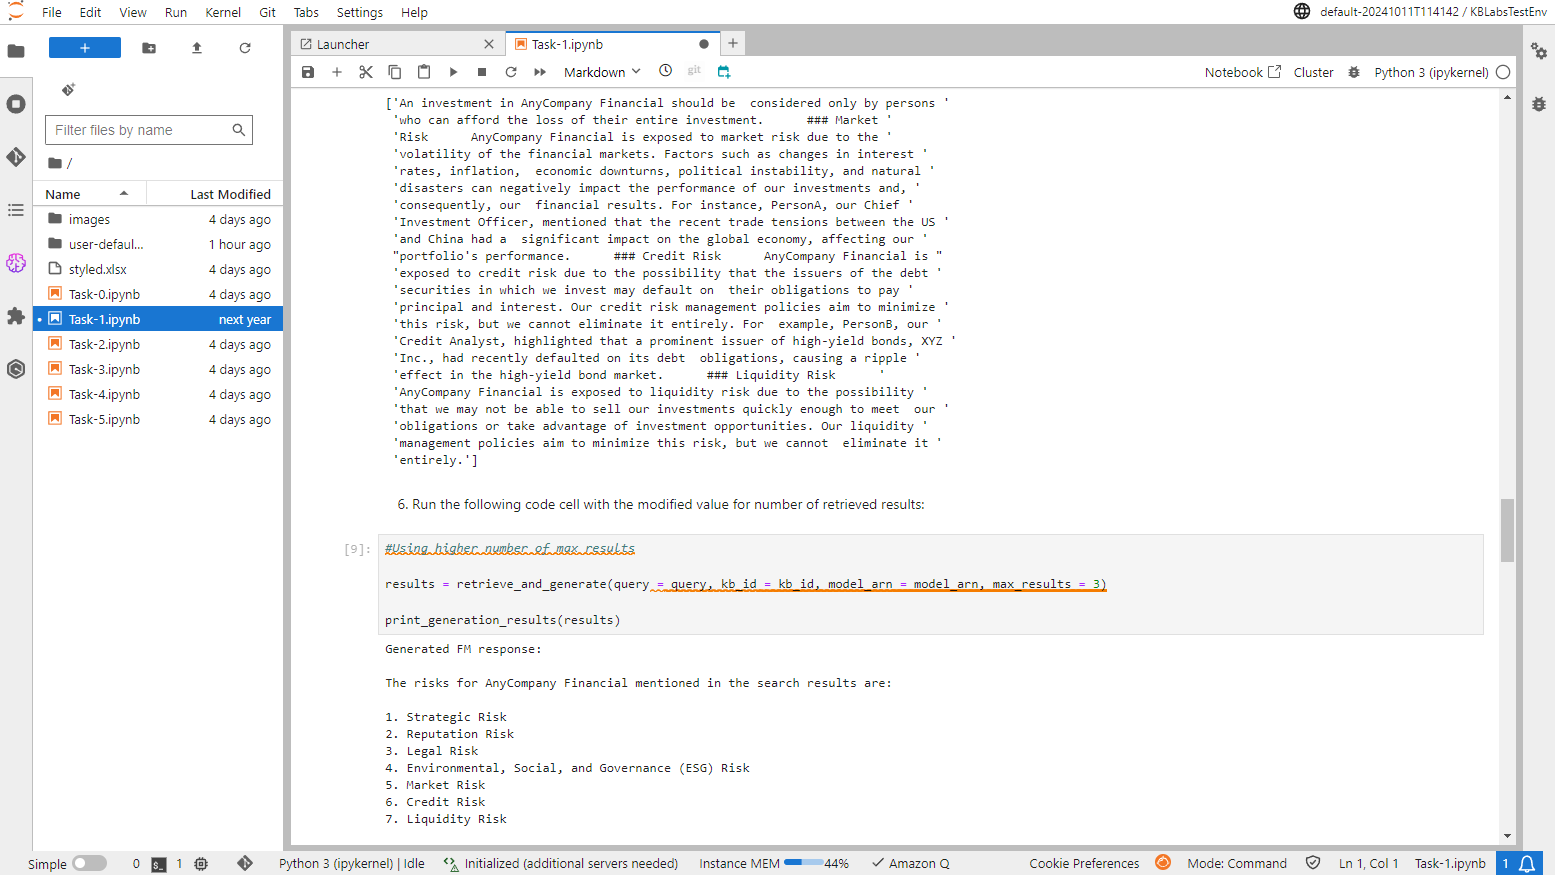 File Edit View Run Kernel Git Tabs Settings Help
default-20241011T114142 / KBLabsTestEnv
Launcher
Task-1.ipynb
Markdown
git
Notebook
Cluster
Python 3 (ipykernel)
Filter files by name
/
Name Last Modified
images 4 days ago
user-defaul... 1 hour ago
styled.xlsx 4 days ago
Task-0.ipynb 4 days ago
Task-1.ipynb next year
Task-2.ipynb 4 days ago
Task-3.ipynb 4 days ago
Task-4.ipynb 4 days ago
Task-5.ipynb 4 days ago
['An investment in AnyCompany Financial should be  considered only by persons '
'who can afford the loss of their entire investment.      ### Market '
'Risk      AnyCompany Financial is exposed to market risk due to the '
'volatility of the financial markets. Factors such as changes in interest '
'rates, inflation,  economic downturns, political instability, and natural '
'disasters can negatively impact the performance of our investments and, '
'consequently, our  financial results. For instance, PersonA, our Chief '
'Investment Officer, mentioned that the recent trade tensions between the US '
'and China had a  significant impact on the global economy, affecting our '
"portfolio's performance.      ### Credit Risk      AnyCompany Financial is "
'exposed to credit risk due to the possibility that the issuers of the debt '
'securities in which we invest may default on  their obligations to pay '
'principal and interest. Our credit risk management policies aim to minimize '
'this risk, but we cannot eliminate it entirely. For  example, PersonB, our '
'Credit Analyst, highlighted that a prominent issuer of high-yield bonds, XYZ '
'Inc., had recently defaulted on its debt  obligations, causing a ripple '
'effect in the high-yield bond market.      ### Liquidity Risk      '
'AnyCompany Financial is exposed to liquidity risk due to the possibility '
'that we may not be able to sell our investments quickly enough to meet  our '
'obligations or take advantage of investment opportunities. Our liquidity '
'management policies aim to minimize this risk, but we cannot  eliminate it '
'entirely.']
6. Run the following code cell with the modified value for number of retrieved results:
[9]:
#Using higher number of max results
results = retrieve_and_generate(query = query, kb_id = kb_id, model_arn = model_arn, max_results = 3)
print_generation_results(results)
Generated FM response:
The risks for AnyCompany Financial mentioned in the search results are:
1. Strategic Risk
2. Reputation Risk
3. Legal Risk
4. Environmental, Social, and Governance (ESG) Risk
5. Market Risk
6. Credit Risk
7. Liquidity Risk
Simple 0 1 Python 3 (ipykernel) | Idle Initialized (additional servers needed) Instance MEM 44% Amazon Q Cookie Preferences Mode: Command Ln 1, Col 1 Task-1.ipynb 1